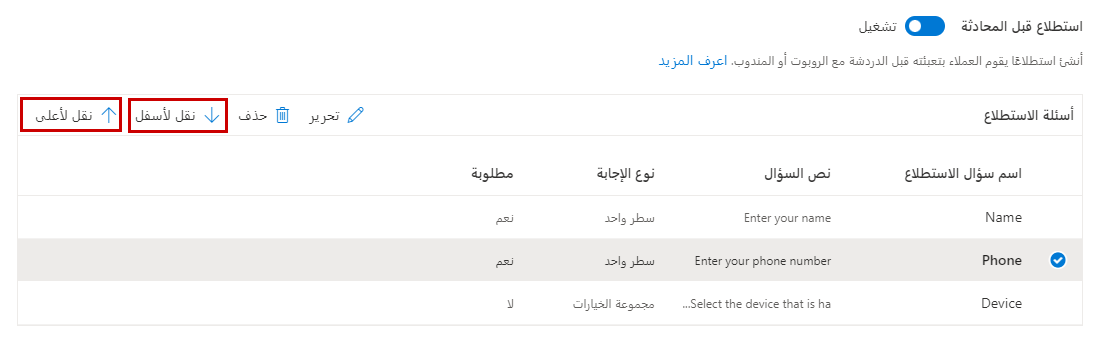 استطلاع قبل المحادثة تشغيل
أنشئ استطلاعًا يقوم العملاء بتعبئته قبل الدردشة مع الروبوت أو المندوب. اعرف المزيد
أسئلة الاستطلاع تحرير حذف نقل لأسفل نقل لأعلى
اسم سؤال الاستطلاع نص السؤال نوع الإجابة مطلوبة
Name Enter your name سطر واحد نعم
Phone Enter your phone number سطر واحد نعم
Device ...Select the device that is ha مجموعة الخيارات لا